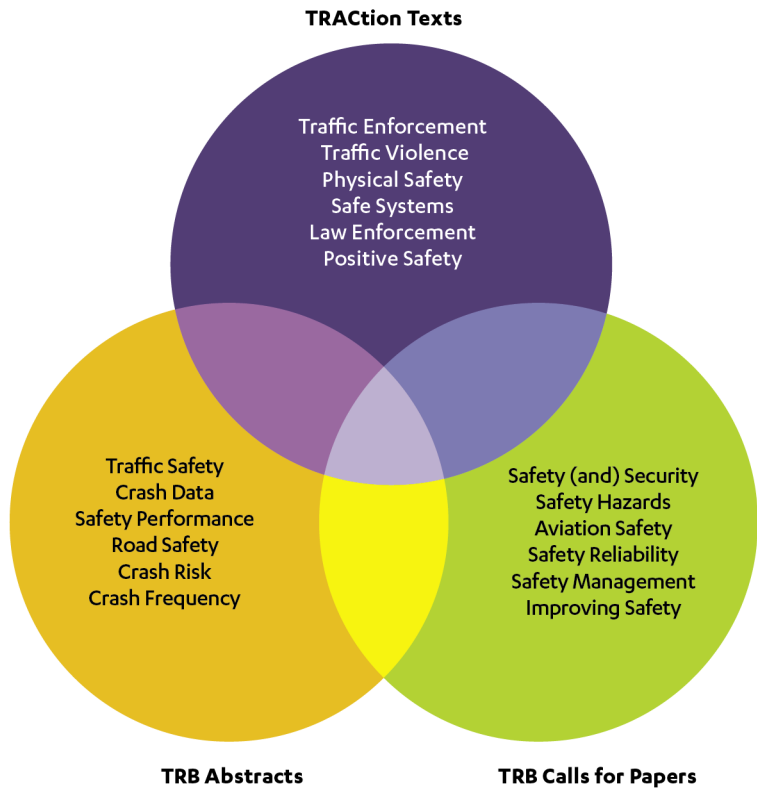 TRACtion Texts
Traffic Enforcement
Traffic Violence
Physical Safety
Safe Systems
Law Enforcement
Positive Safety
Traffic Safety
Crash Data
Safety Performance
Road Safety
Crash Risk
Crash Frequency
Safety (and) Security
Safety Hazards
Aviation Safety
Safety Reliability
Safety Management
Improving Safety
TRB Abstracts
TRB Calls for Papers